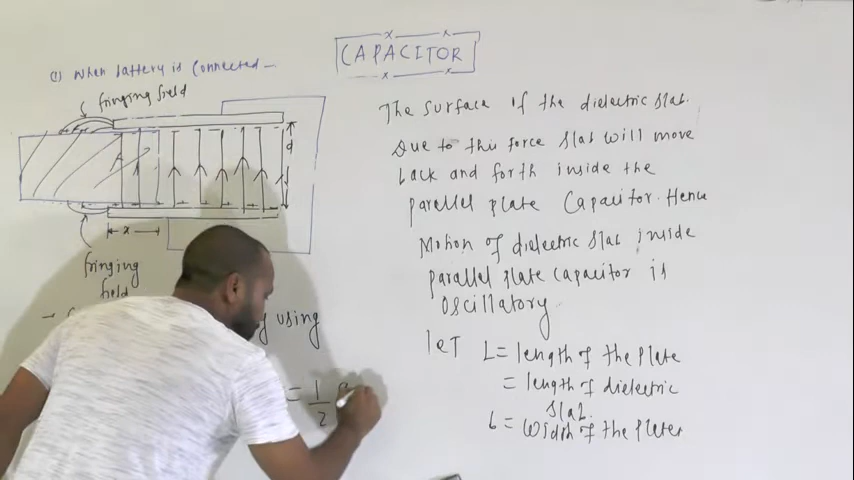 CAPACITOR
(1) When battery is connected -
fringing field
d
x
fringing
field
of using
= 1/2
The surface of the dielectric slab.
Due to this force slab will move
back and forth inside the
parallel plate Capacitor. Hence
Motion of dielectric slab inside
parallel plate capacitor is
oscillatory.
let L = length of the plate
= length of dielectric
slab.
b = width of the plates